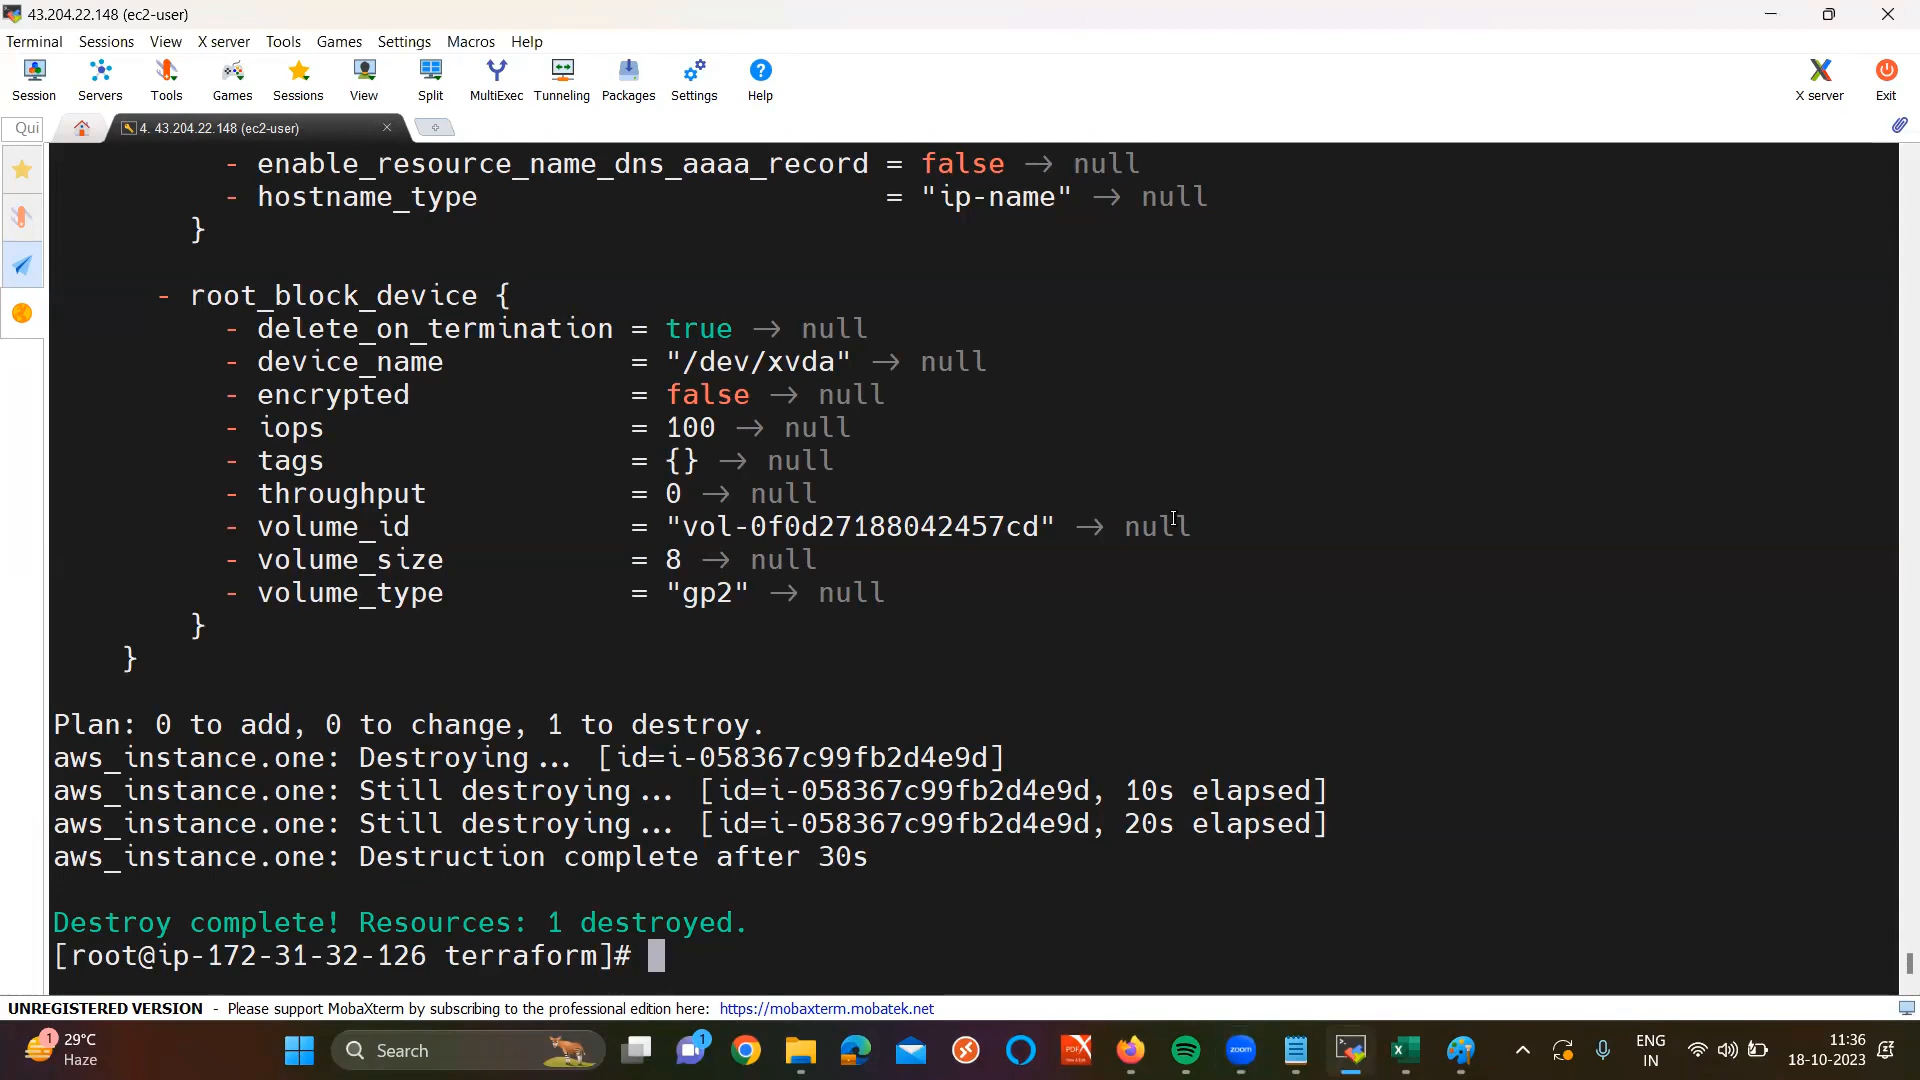 43.204.22.148 (ec2-user)
Terminal Sessions View X server Tools Games Settings Macros Help
Session Servers Tools Games Sessions View Split MultiExec Tunneling Packages Settings Help X server Exit
Qui 4. 43.204.22.148 (ec2-user)
- enable_resource_name_dns_aaaa_record = false -> null
- hostname_type = "ip-name" -> null
}
- root_block_device {
- delete_on_termination = true -> null
- device_name = "/dev/xvda" -> null
- encrypted = false -> null
- iops = 100 -> null
- tags = {} -> null
- throughput = 0 -> null
- volume_id = "vol-0f0d27188042457cd" -> null
- volume_size = 8 -> null
- volume_type = "gp2" -> null
}
}
Plan: 0 to add, 0 to change, 1 to destroy.
aws_instance.one: Destroying... [id=i-058367c99fb2d4e9d]
aws_instance.one: Still destroying... [id=i-058367c99fb2d4e9d, 10s elapsed]
aws_instance.one: Still destroying... [id=i-058367c99fb2d4e9d, 20s elapsed]
aws_instance.one: Destruction complete after 30s
Destroy complete! Resources: 1 destroyed.
[root@ip-172-31-32-126 terraform]#
UNREGISTERED VERSION - Please support MobaXterm by subscribing to the professional edition here: https://mobaxterm.mobatek.net
1 29°C
Haze
Search
1
zoom
ENG
IN
11:36
18-10-2023